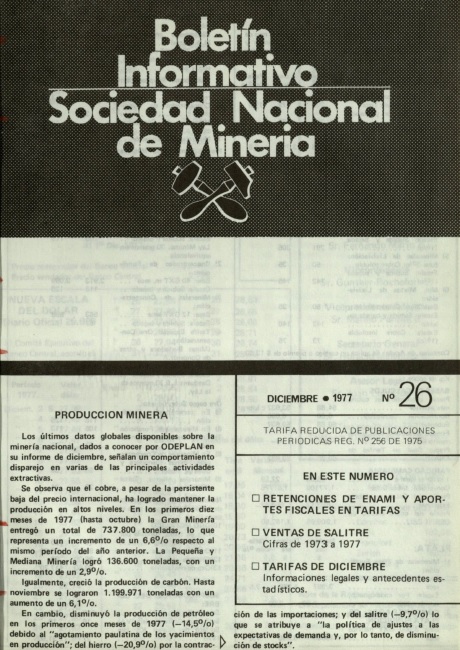 Boletín
Informativo
Sociedad Nacional
de Mineria
PRODUCCION MINERA
Los últimos datos globales disponibles sobre la
minería nacional, dados a conocer por ODEPLAN en
su informe de diciembre, señalan un comportamiento
disparejo en varias de las principales actividades
extractivas.
Se observa que el cobre, a pesar de la persistente
baja del precio internacional, ha logrado mantener la
producción en altos niveles. En los primeros diez
meses de 1977 (hasta octubre) la Gran Minería
entregó un total de 737.800 toneladas, lo que
representa un incremento de un 6,6º/o respecto al
mismo período del año anterior. La Pequeña y
Mediana Minería logró 136.600 toneladas, con un
incremento de un 2,9º/o.
Igualmente, creció la producción de carbón. Hasta
noviembre se lograron 1.199.971 toneladas con un
aumento de un 6,1º/o.
En cambio, disminuyó la producción de petróleo
en los primeros once meses de 1977 (−14,5º/o)
debido al "agotamiento paulatina de los yacimientos
en producción"; del hierro (−20,9º/o) por la contrac-
DICIEMBRE ● 1977 Nº 26
TARIFA REDUCIDA DE PUBLICACIONES
PERIODICAS REG. Nº 256 DE 1975
EN ESTE NUMERO
□ RETENCIONES DE ENAMI Y APOR-
TES FISCALES EN TARIFAS
□ VENTAS DE SALITRE
Cifras de 1973 a 1977
□ TARIFAS DE DICIEMBRE
Informaciones legales y antecedentes es-
tadísticos.
ción de las importaciones; y del salitre (−9,7º/o) lo
que se atribuye a "la política de ajustes a las
expectativas de demanda y, por lo tanto, de disminu-
ción de stocks".